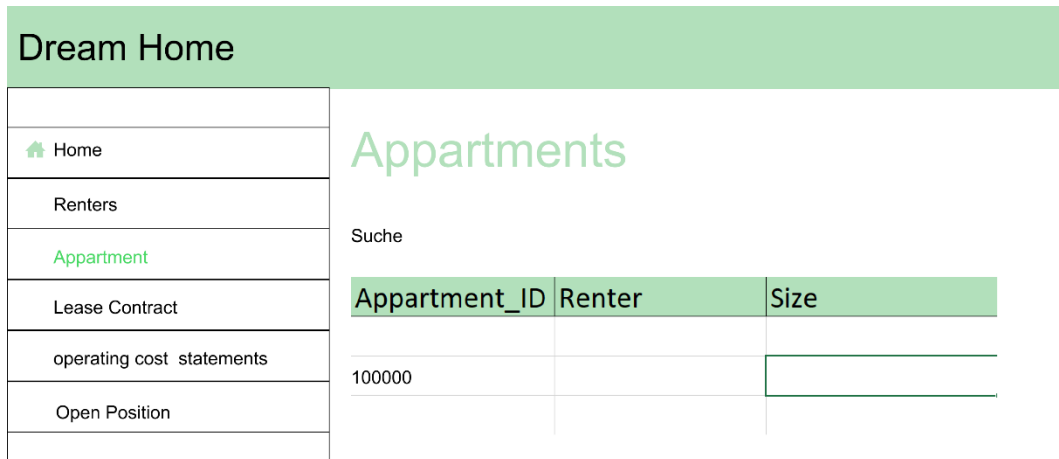 Dream Home
Home
Renters
Appartment
Lease Contract
operating cost statements
Open Position
Appartments
Suche
Appartment_ID Renter Size
100000